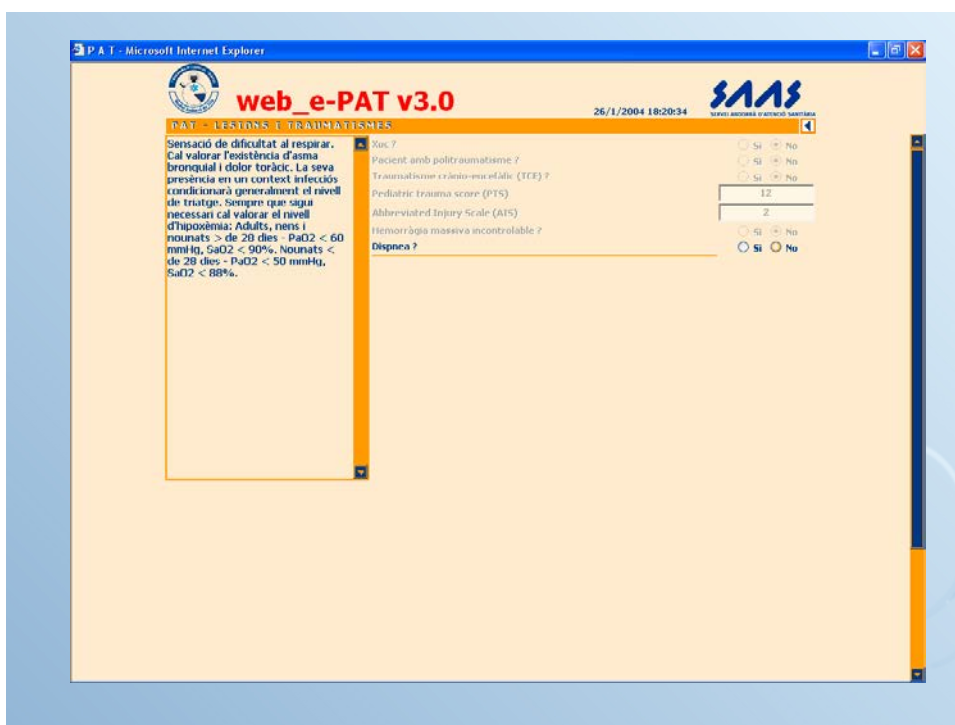 P A T - Microsoft Internet Explorer
web_e-PAT v3.0
26/1/2004 18:20:34
SAAS
SERVEI ANDORRÀ D'ATENCIÓ SANITÀRIA
PAT - LESIONS I TRAUMATISMES
Sensació de dificultat al respirar.
Cal valorar l'existència d'asma
bronquial i dolor toràcic. La seva
presència en un context infecciós
condicionarà generalment el nivell
de triatge. Sempre que sigui
necessari cal valorar el nivell
d'hipoxèmia: Adults, nens i
nounats > de 28 dies - PaO2 < 60
mmHg, SaO2 < 90%. Nounats <
de 28 dies - PaO2 < 50 mmHg,
SaO2 < 88%.
Xoc ? Si No
Pacient amb politraumatisme ? Si No
Traumatisme crànio-encefàlic (TCE) ? Si No
Pediatric trauma score (PTS) 12
Abbreviated Injury Scale (AIS) 2
Hemorràgia massiva incontrolable ? Si No
Dispnea ? Si No